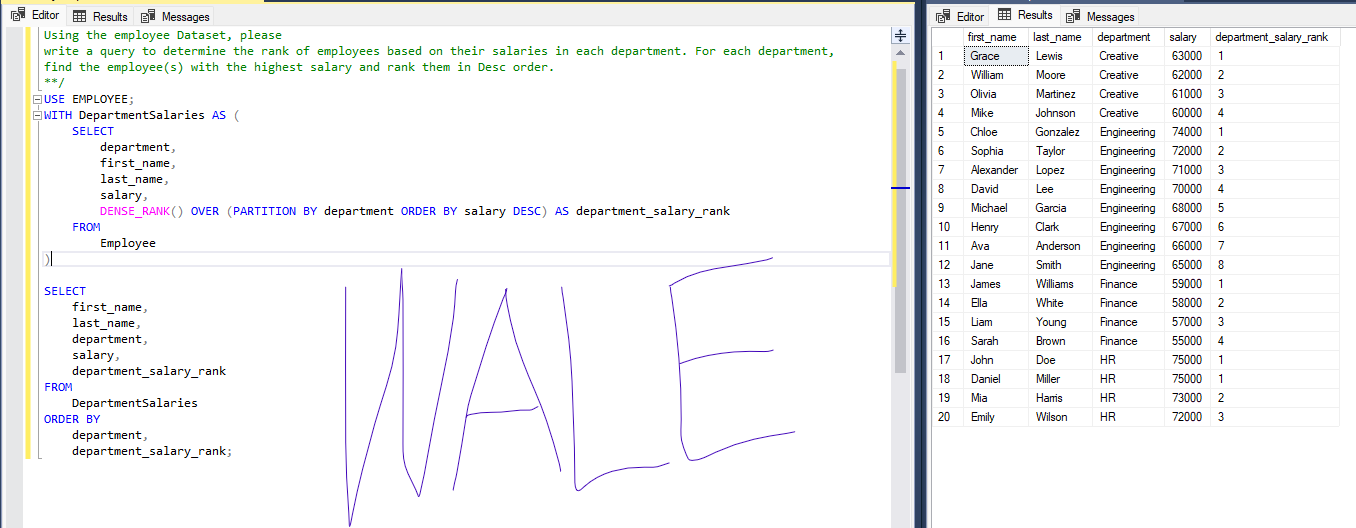 Editor Results Messages
Using the employee Dataset, please
write a query to determine the rank of employees based on their salaries in each department. For each department,
find the employee(s) with the highest salary and rank them in Desc order.
**/
USE EMPLOYEE;
WITH DepartmentSalaries AS (
SELECT
department,
first_name,
last_name,
salary,
DENSE_RANK() OVER (PARTITION BY department ORDER BY salary DESC) AS department_salary_rank
FROM
Employee
)
SELECT
first_name,
last_name,
department,
salary,
department_salary_rank
FROM
DepartmentSalaries
ORDER BY
department,
department_salary_rank;
WALE
Editor Results Messages
first_name last_name department salary department_salary_rank
1 Grace Lewis Creative 63000 1
2 William Moore Creative 62000 2
3 Olivia Martinez Creative 61000 3
4 Mike Johnson Creative 60000 4
5 Chloe Gonzalez Engineering 74000 1
6 Sophia Taylor Engineering 72000 2
7 Alexander Lopez Engineering 71000 3
8 David Lee Engineering 70000 4
9 Michael Garcia Engineering 68000 5
10 Henry Clark Engineering 67000 6
11 Ava Anderson Engineering 66000 7
12 Jane Smith Engineering 65000 8
13 James Williams Finance 59000 1
14 Ella White Finance 58000 2
15 Liam Young Finance 57000 3
16 Sarah Brown Finance 55000 4
17 John Doe HR 75000 1
18 Daniel Miller HR 75000 1
19 Mia Harris HR 73000 2
20 Emily Wilson HR 72000 3